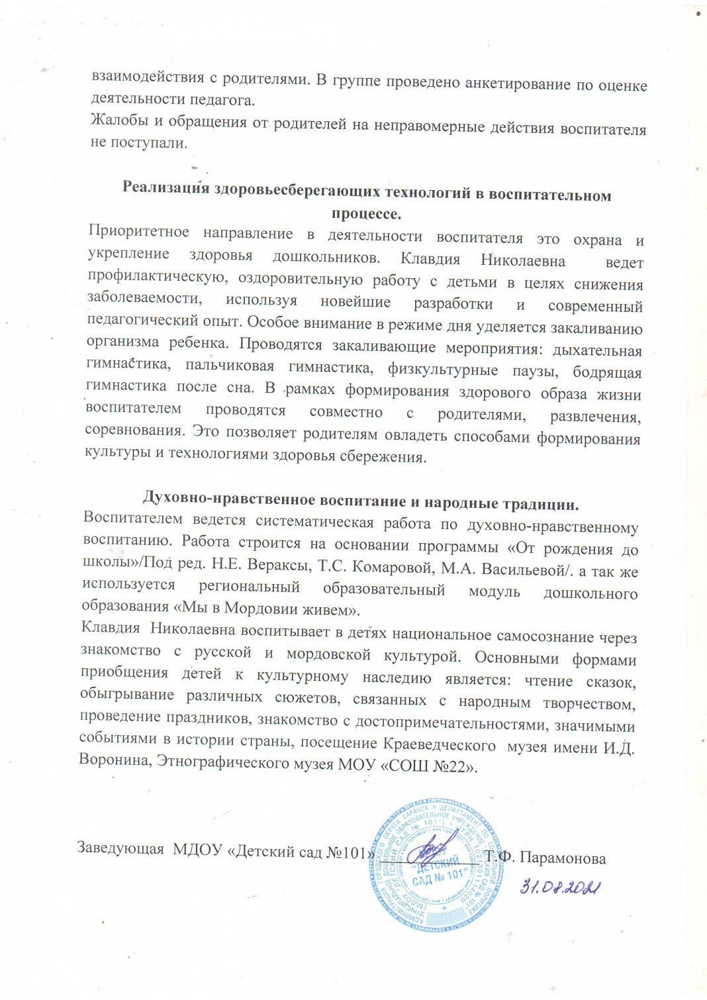 взаимодействия с родителями. В группе проведено анкетирование по оценке
деятельности педагога.
Жалобы и обращения от родителей на неправомерные действия воспитателя
не поступали.
Реализация здоровьесберегающих технологий в воспитательном
процессе.
Приоритетное направление в деятельности воспитателя это охрана и
укрепление здоровья дошкольников. Клавдия Николаевна ведет
профилактическую, оздоровительную работу с детьми в целях снижения
заболеваемости, используя новейшие разработки и современный
педагогический опыт. Особое внимание в режиме дня уделяется закаливанию
организма ребенка. Проводятся закаливающие мероприятия: дыхательная
гимнастика, пальчиковая гимнастика, физкультурные паузы, бодрящая
гимнастика после сна. В рамках формирования здорового образа жизни
воспитателем проводятся совместно с родителями, развлечения,
соревнования. Это позволяет родителям овладеть способами формирования
культуры и технологиями здоровья сбережения.
Духовно-нравственное воспитание и народные традиции.
Воспитателем ведется систематическая работа по духовно-нравственному
воспитанию. Работа строится на основании программы «От рождения до
школы»/Под ред. Н.Е. Вераксы, Т.С. Комаровой, М.А. Васильевой/. а так же
используется региональный образовательный модуль дошкольного
образования «Мы в Мордовии живем».
Клавдия Николаевна воспитывает в детях национальное самосознание через
знакомство с русской и мордовской культурой. Основными формами
приобщения детей к культурному наследию является: чтение сказок,
обыгрывание различных сюжетов, связанных с народным творчеством,
проведение праздников, знакомство с достопримечательностями, значимыми
событиями в истории страны, посещение Краеведческого музея имени И.Д.
Воронина, Этнографического музея МОУ «СОШ №22».
Заведующая МДОУ «Детский сад №101» Т.Ф. Парамонова
"ДЕТСКИЙ
САД № 101"
31.08.2021
АДМИНИСТРАЦИЯ ГОРОДСКОГО ОКРУГА САРАНСК * ДЕПАРТАМЕНТ ПО СОЦИАЛЬНОЙ ПОЛИТИКЕ